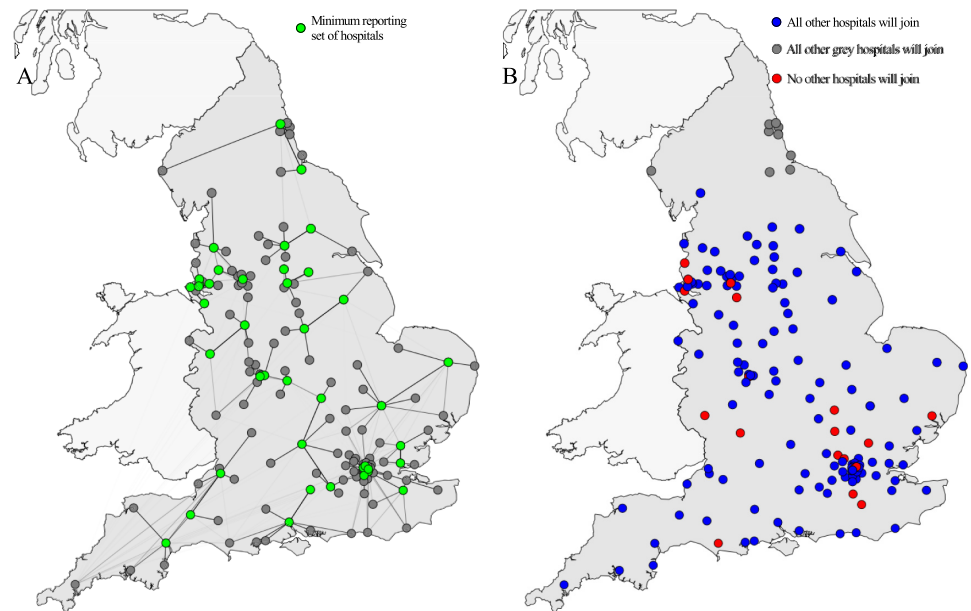 Minimum reporting
set of hospitals
A
All other hospitals will join
All other grey hospitals will join
No other hospitals will join
B